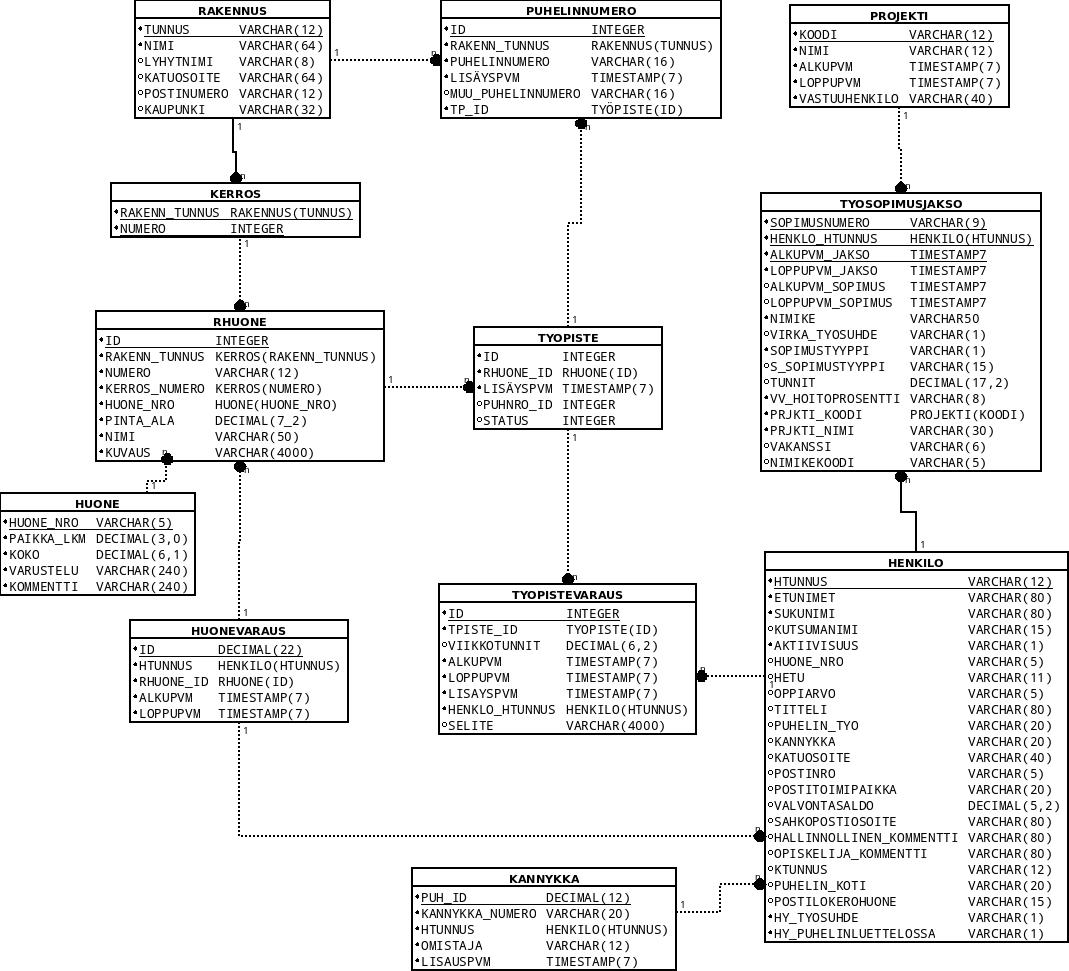 RAKENNUS
TUNNUS VARCHAR(12)
NIMI VARCHAR(64)
LYHYTNIMI VARCHAR(8)
KATUOSOITE VARCHAR(64)
POSTINUMERO VARCHAR(12)
KAUPUNKI VARCHAR(32)
1
n
PUHELINNUMERO
ID INTEGER
RAKENN_TUNNUS RAKENNUS(TUNNUS)
PUHELINNUMERO VARCHAR(16)
LISÄYSPVM TIMESTAMP(7)
MUU_PUHELINNUMERO VARCHAR(16)
TP_ID TYÖPISTE(ID)
PROJEKTI
KOODI VARCHAR(12)
NIMI VARCHAR(12)
ALKUPVM TIMESTAMP(7)
LOPPUPVM TIMESTAMP(7)
VASTUUHENKILO VARCHAR(40)
1
n
n
1
n
KERROS
RAKENN_TUNNUS RAKENNUS(TUNNUS)
NUMERO INTEGER
1
n
TYOSOPIMUSJAKSO
SOPIMUSNUMERO VARCHAR(9)
HENKLO_HTUNNUS HENKILO(HTUNNUS)
ALKUPVM_JAKSO TIMESTAMP7
LOPPUPVM_JAKSO TIMESTAMP7
ALKUPVM_SOPIMUS TIMESTAMP7
LOPPUPVM_SOPIMUS TIMESTAMP7
NIMIKE VARCHAR50
VIRKA_TYOSUHDE VARCHAR(1)
SOPIMUSTYYPPI VARCHAR(1)
S_SOPIMUSTYYPPI VARCHAR(15)
TUNNIT DECIMAL(17,2)
VV_HOITOPROSENTTI VARCHAR(8)
PRJKTI_KOODI PROJEKTI(KOODI)
PRJKTI_NIMI VARCHAR(30)
VAKANSSI VARCHAR(6)
NIMIKEKOODI VARCHAR(5)
n
1
RHUONE
ID INTEGER
RAKENN_TUNNUS KERROS(RAKENN_TUNNUS)
NUMERO VARCHAR(12)
KERROS_NUMERO KERROS(NUMERO)
HUONE_NRO HUONE(HUONE_NRO)
PINTA_ALA DECIMAL(7_2)
NIMI VARCHAR(50)
KUVAUS VARCHAR(4000)
1
n
n
n
1
1
TYOPISTE
ID INTEGER
RHUONE_ID RHUONE(ID)
LISÄYSPVM TIMESTAMP(7)
PUHNRO_ID INTEGER
STATUS INTEGER
1
n
HUONE
HUONE_NRO VARCHAR(5)
PAIKKA_LKM DECIMAL(3,0)
KOKO DECIMAL(6,1)
VARUSTELU VARCHAR(240)
KOMMENTTI VARCHAR(240)
1
HUONEVARAUS
ID DECIMAL(22)
HTUNNUS HENKILO(HTUNNUS)
RHUONE_ID RHUONE(ID)
ALKUPVM TIMESTAMP(7)
LOPPUPVM TIMESTAMP(7)
1
TYOPISTEVARAUS
ID INTEGER
TPISTE_ID TYOPISTE(ID)
VIIKKOTUNNIT DECIMAL(6,2)
ALKUPVM TIMESTAMP(7)
LOPPUPVM TIMESTAMP(7)
LISAYSPVM TIMESTAMP(7)
HENKLO_HTUNNUS HENKILO(HTUNNUS)
SELITE VARCHAR(4000)
n
1
HENKILO
HTUNNUS VARCHAR(12)
ETUNIMET VARCHAR(80)
SUKUNIMI VARCHAR(80)
KUTSUMANIMI VARCHAR(15)
AKTIIVISUUS VARCHAR(1)
HUONE_NRO VARCHAR(5)
HETU VARCHAR(11)
OPPIARVO VARCHAR(5)
TITTELI VARCHAR(80)
PUHELIN_TYO VARCHAR(20)
KANNYKKA VARCHAR(20)
KATUOSOITE VARCHAR(40)
POSTINRO VARCHAR(5)
POSTITOIMIPAIKKA VARCHAR(20)
VALVONTASALDO DECIMAL(5,2)
SAHKOPOSTIOSOITE VARCHAR(80)
HALLINNOLLINEN_KOMMENTTI VARCHAR(80)
OPISKELIJA_KOMMENTTI VARCHAR(80)
KTUNNUS VARCHAR(12)
PUHELIN_KOTI VARCHAR(20)
POSTILOKEROHUONE VARCHAR(15)
HY_TYOSUHDE VARCHAR(1)
HY_PUHELINLUETTELOSSA VARCHAR(1)
n
n
KANNYKKA
PUH_ID DECIMAL(12)
KANNYKKA_NUMERO VARCHAR(20)
HTUNNUS HENKILO(HTUNNUS)
OMISTAJA VARCHAR(12)
LISAUSPVM TIMESTAMP(7)
1